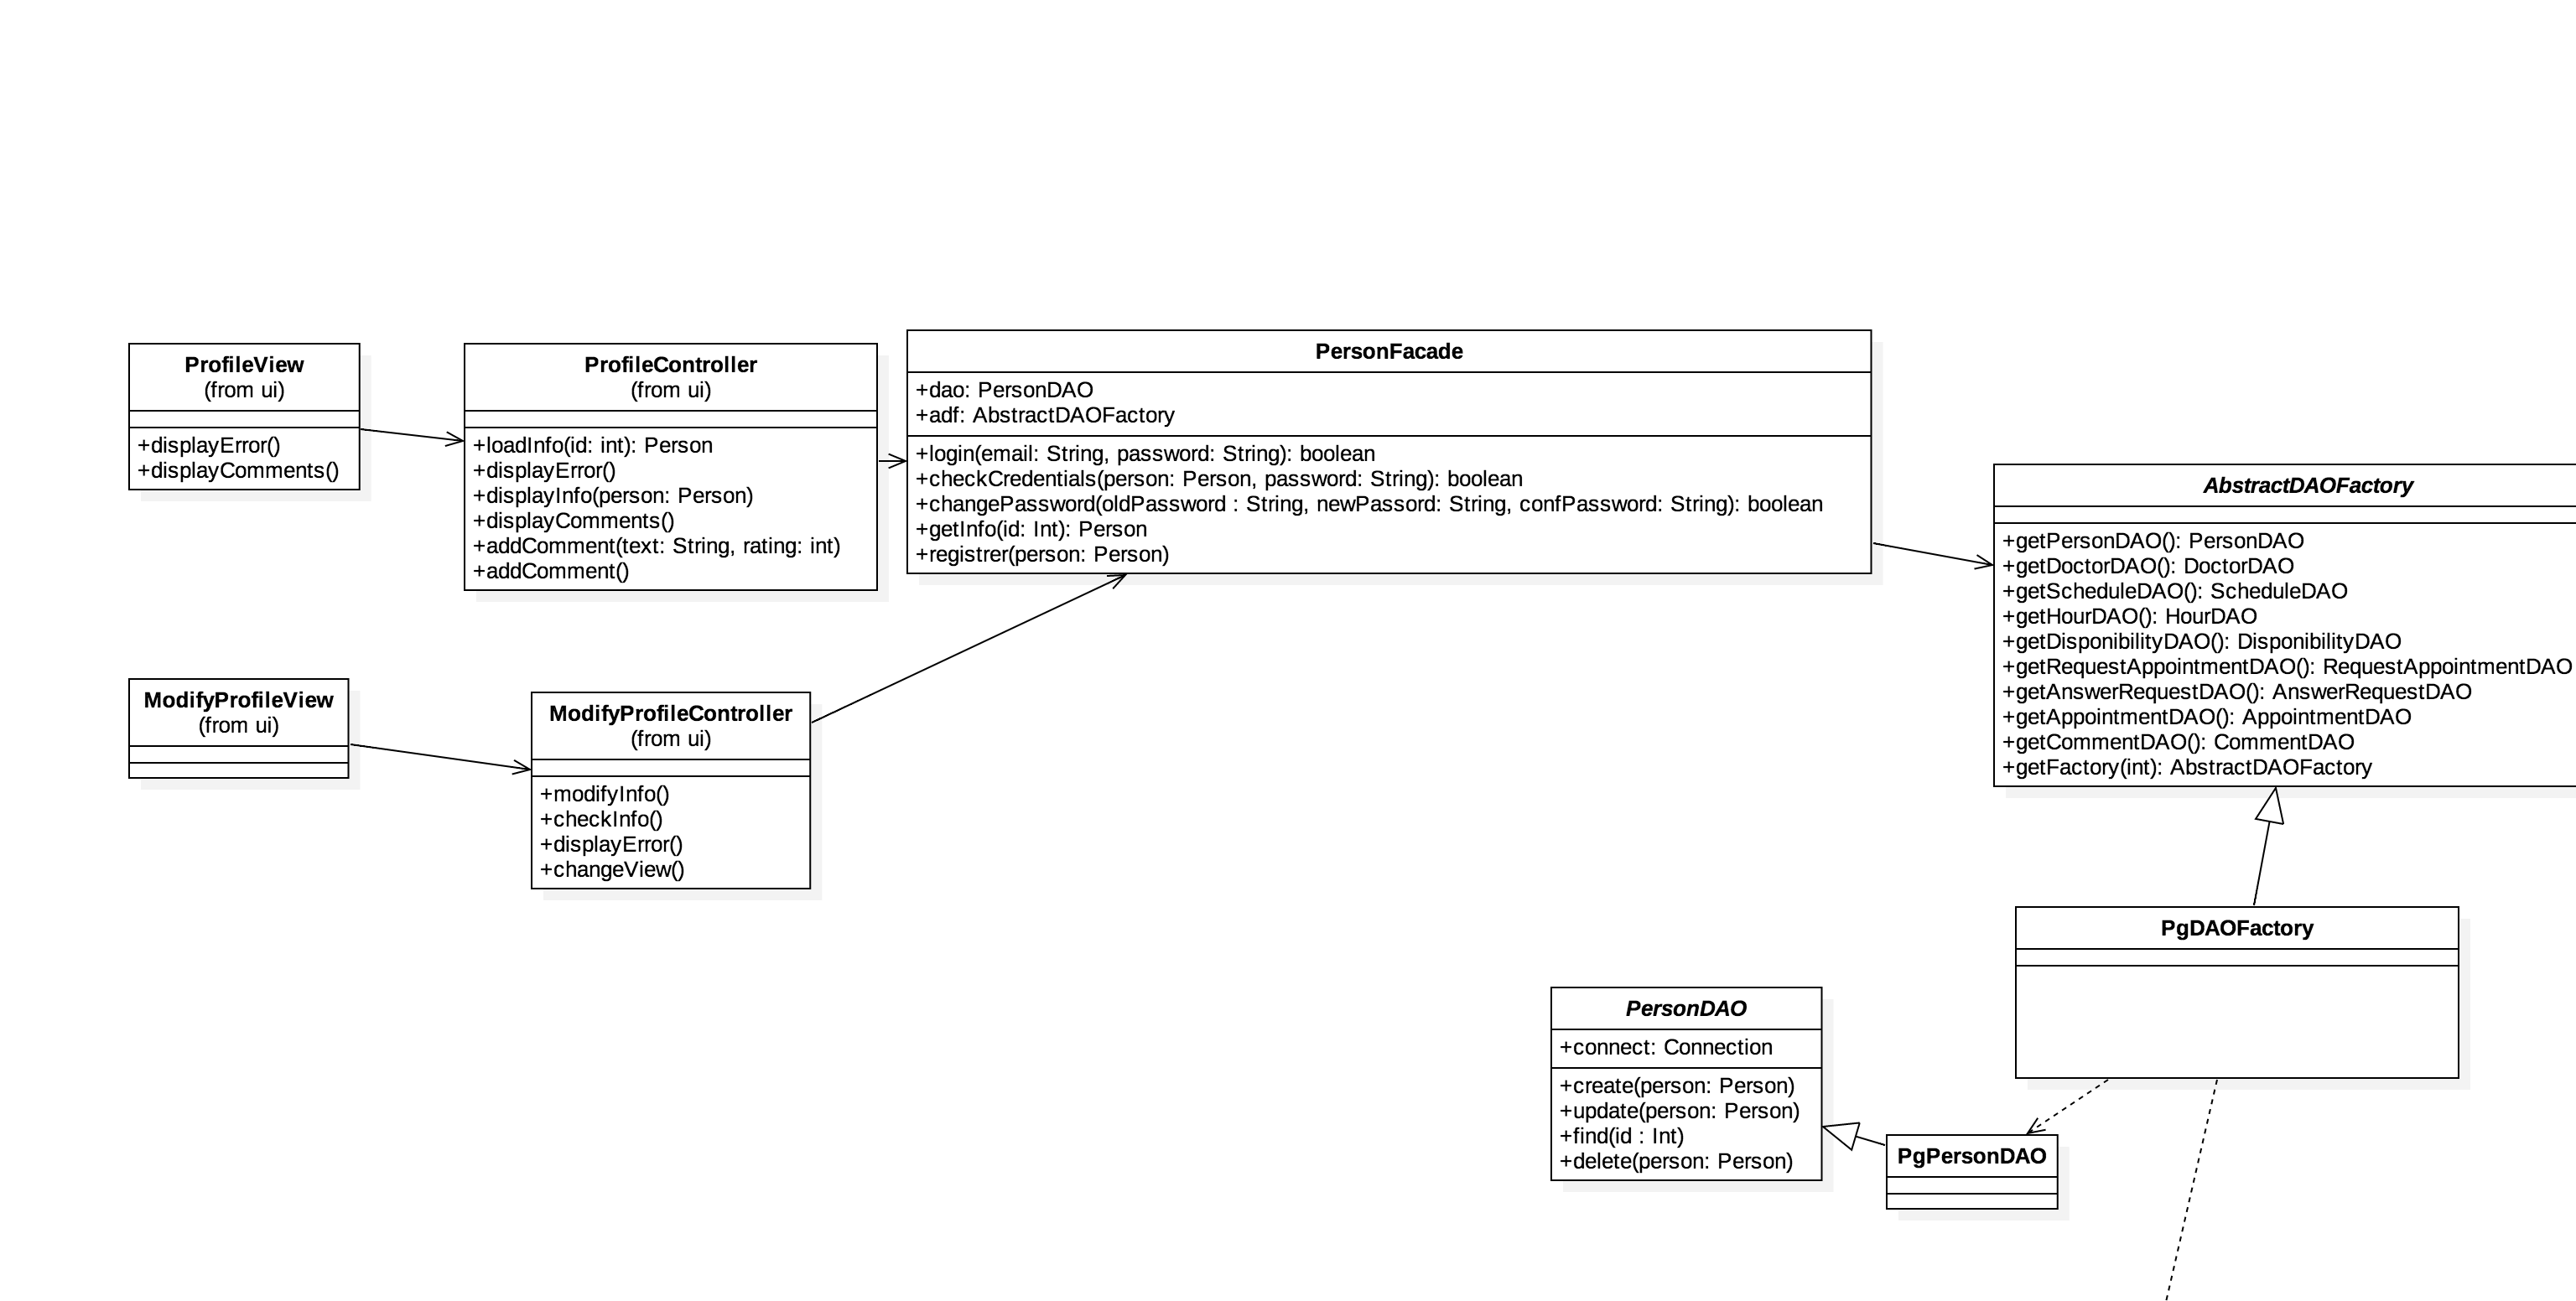 ProfileView
(from ui)
+displayError()
+displayComments()
ProfileController
(from ui)
+loadInfo(id: int): Person
+displayError()
+displayInfo(person: Person)
+displayComments()
+addComment(text: String, rating: int)
+addComment()
PersonFacade
+dao: PersonDAO
+adf: AbstractDAOFactory
+login(email: String, password: String): boolean
+checkCredentials(person: Person, password: String): boolean
+changePassword(oldPassword : String, newPassord: String, confPassword: String): boolean
+getInfo(id: Int): Person
+registrer(person: Person)
AbstractDAOFactory
+getPersonDAO(): PersonDAO
+getDoctorDAO(): DoctorDAO
+getScheduleDAO(): ScheduleDAO
+getHourDAO(): HourDAO
+getDisponibilityDAO(): DisponibilityDAO
+getRequestAppointmentDAO(): RequestAppointmentDAO
+getAnswerRequestDAO(): AnswerRequestDAO
+getAppointmentDAO(): AppointmentDAO
+getCommentDAO(): CommentDAO
+getFactory(int): AbstractDAOFactory
ModifyProfileView
(from ui)
ModifyProfileController
(from ui)
+modifyInfo()
+checkInfo()
+displayError()
+changeView()
PgDAOFactory
PersonDAO
+connect: Connection
+create(person: Person)
+update(person: Person)
+find(id : Int)
+delete(person: Person)
PgPersonDAO